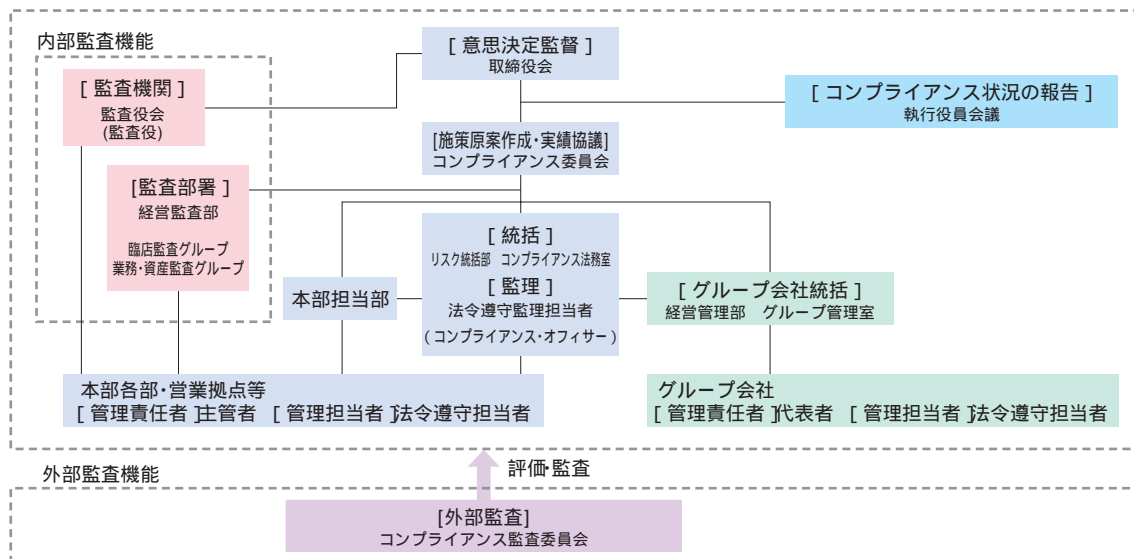 内部監査機能
[ 監査機関 ]
監査役会
(監査役)
[監査部署 ]
経営監査部
臨店監査グループ
業務・資産監査グループ
[ 意思決定監督 ]
取締役会
[ コンプライアンス状況の報告 ]
執行役員会議
[施策原案作成・実績協議]
コンプライアンス委員会
[ 統括 ]
リスク統括部 コンプライアンス法務室
[ 監理 ]
法令遵守監理担当者
( コンプライアンス・オフィサー )
本部担当部
[ グループ会社統括 ]
経営管理部 グループ管理室
本部各部・営業拠点等
[ 管理責任者 ]主管者 [ 管理担当者 ]法令遵守担当者
グループ会社
[ 管理責任者 ]代表者 [ 管理担当者 ]法令遵守担当者
外部監査機能
評価・監査
[外部監査]
コンプライアンス監査委員会